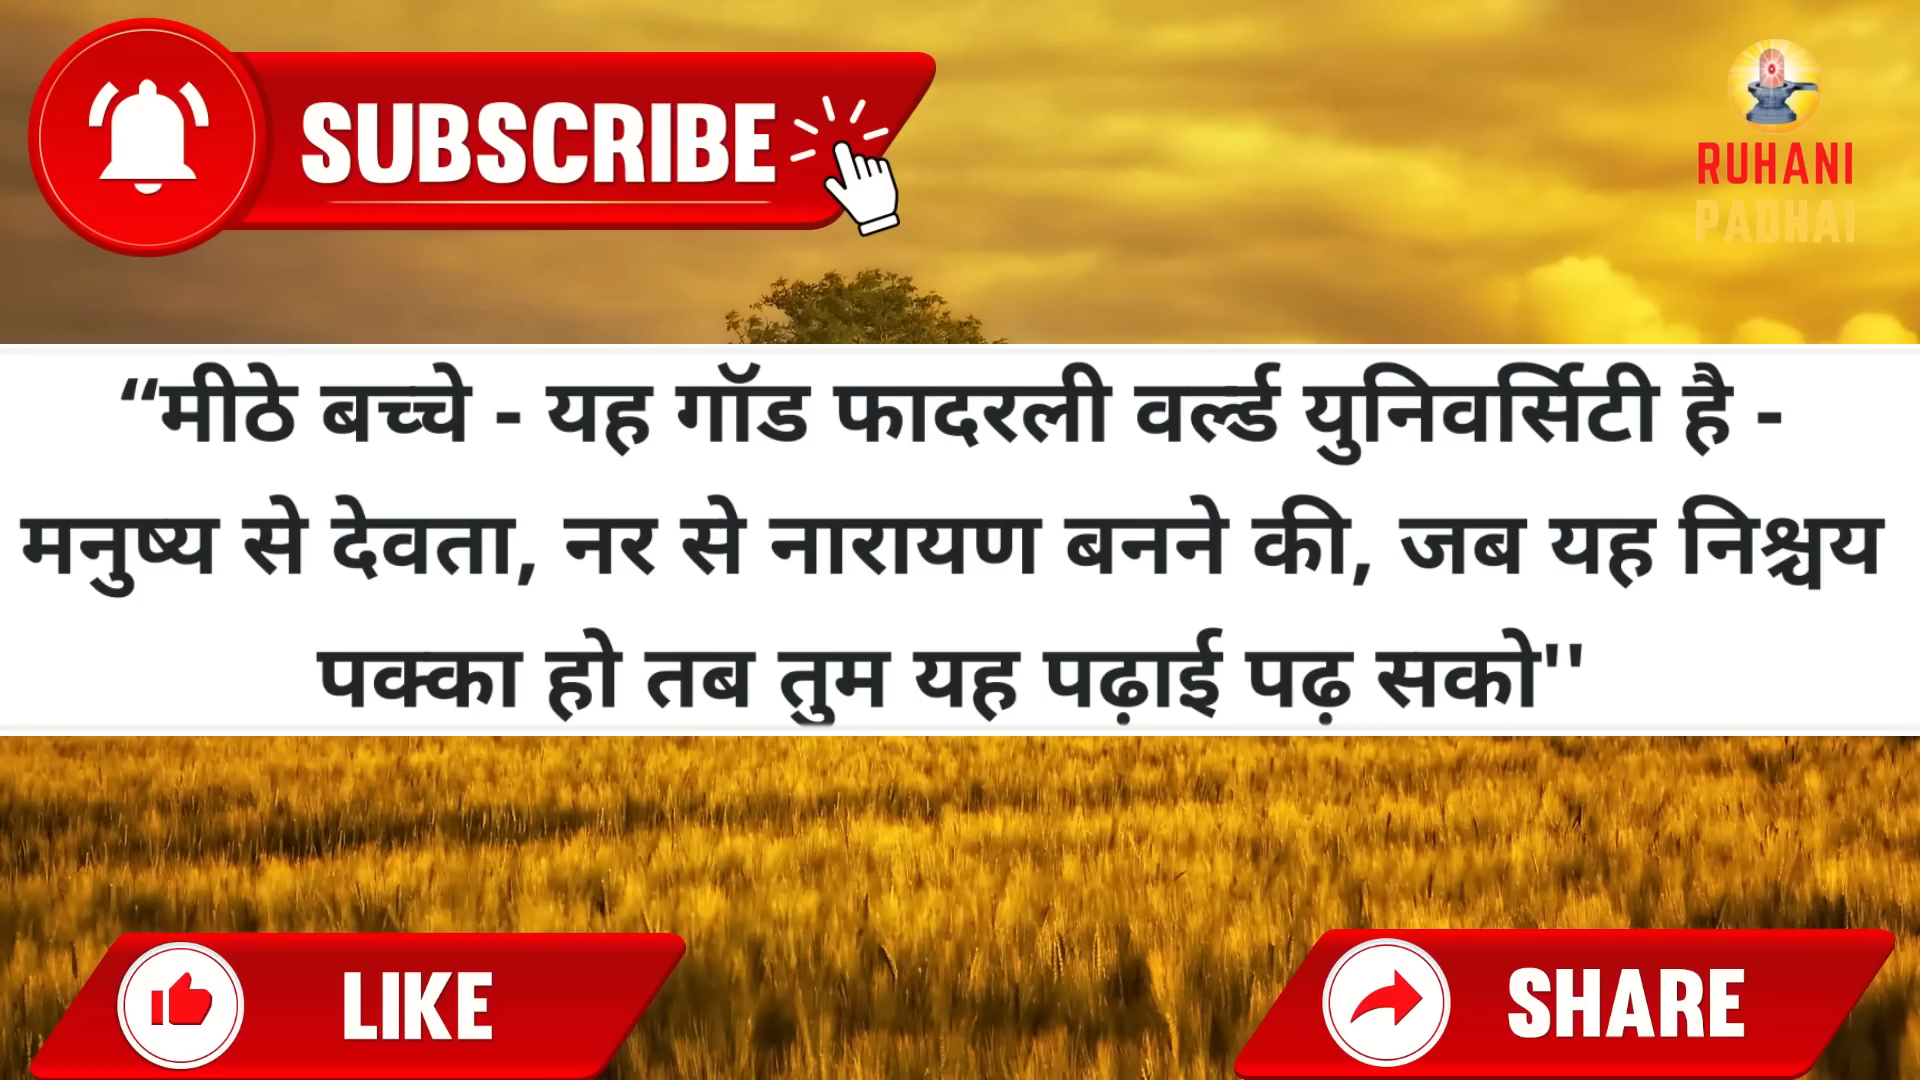 SUBSCRIBE
RUHANI
PADHAI
“मीठे बच्चे - यह गॉड फादरली वर्ल्ड युनिवर्सिटी है -
मनुष्य से देवता, नर से नारायण बनने की, जब यह निश्चय
पक्का हो तब तुम यह पढ़ाई पढ़ सको''
LIKE
SHARE